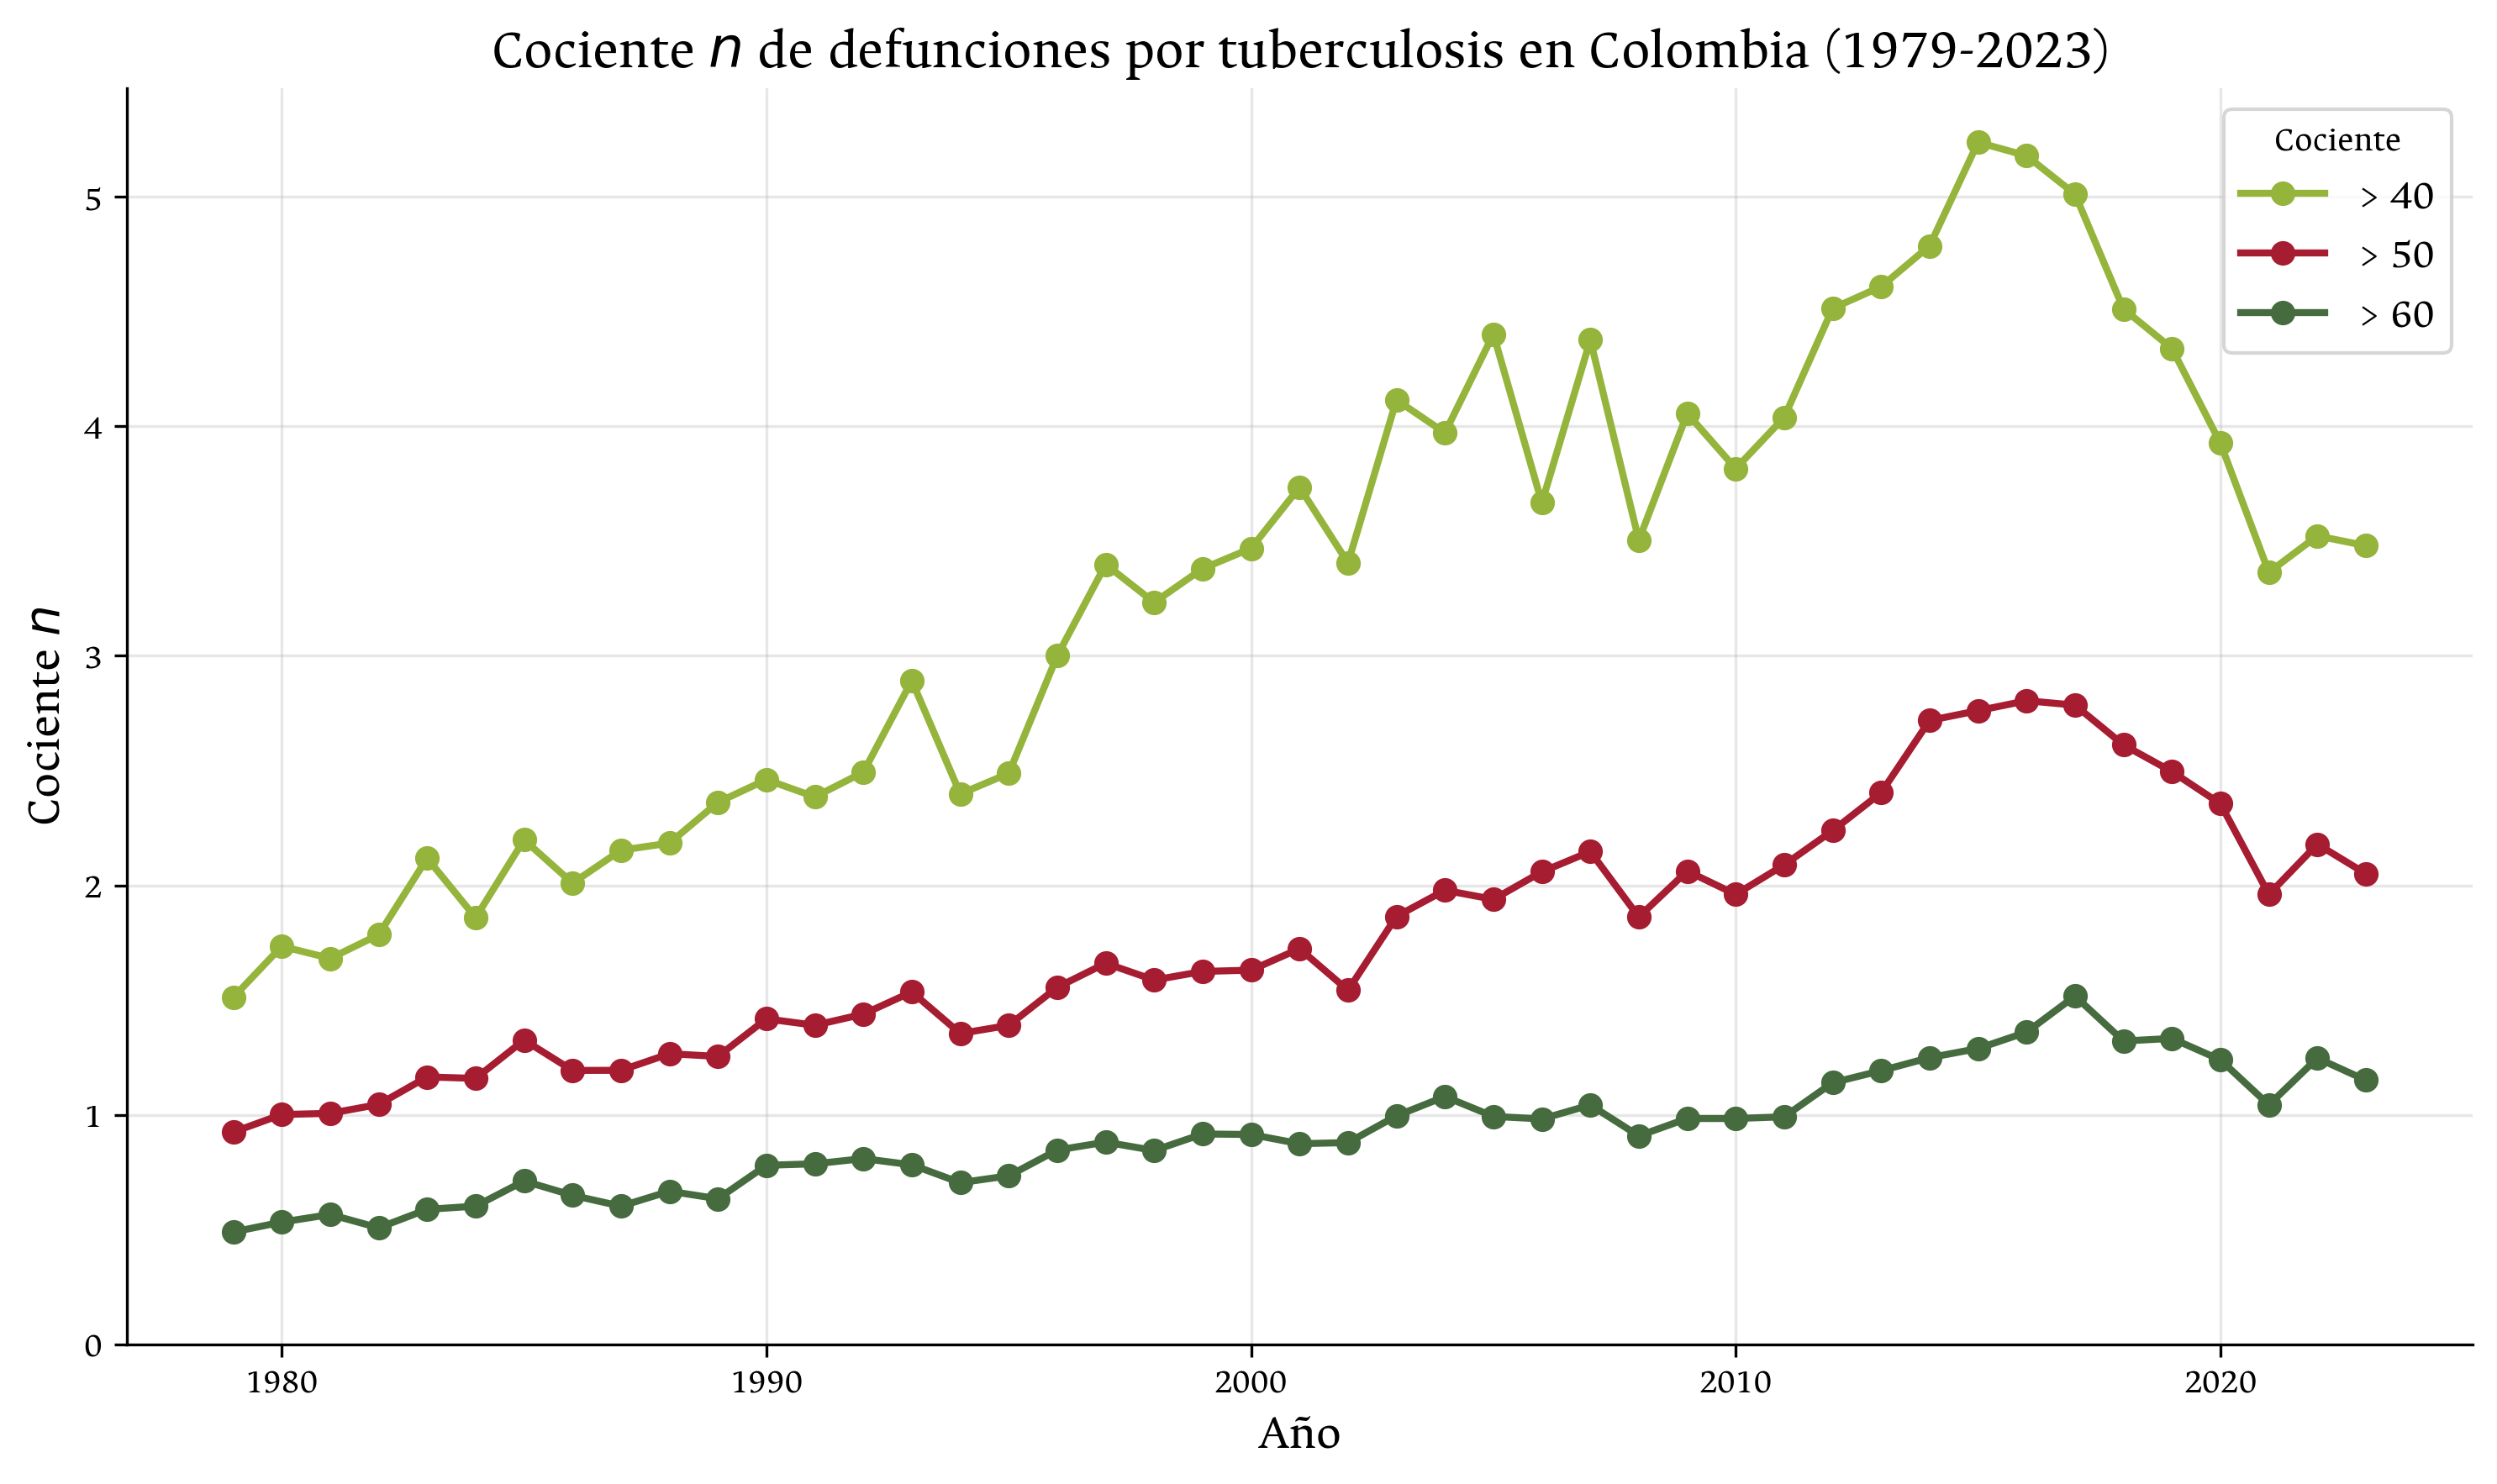 Cociente n de defunciones por tuberculosis en Colombia (1979-2023)
Cociente
> 40
> 50
> 60
Cociente n
5
4
3
2
1
0
1980 1990 2000 2010 2020
Año